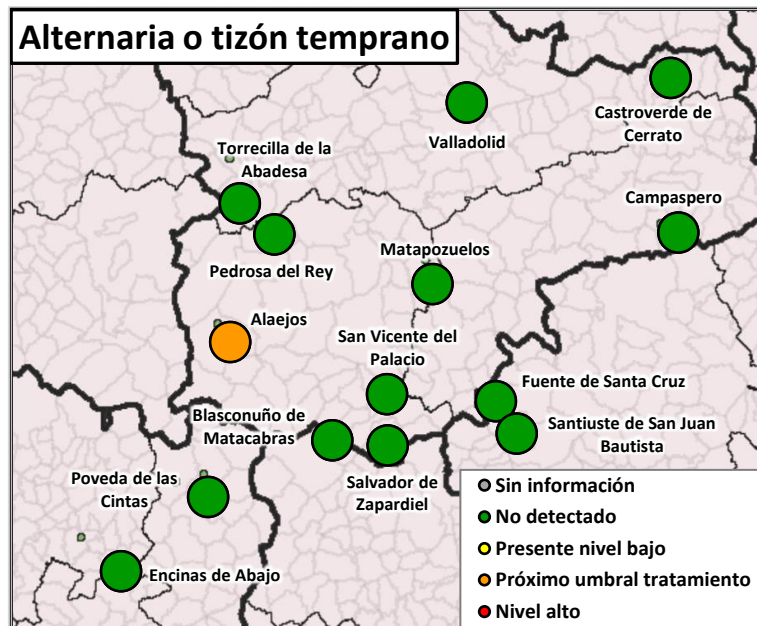 Alternaria o tizón temprano
Valladolid
Castroverde de
Cerrato
Torrecilla de la
Abadesa
Campaspero
Pedrosa del Rey
Matapozuelos
Alaejos
San Vicente del
Palacio
Fuente de Santa Cruz
Blasconuño de
Matacabras
Santiuste de San Juan
Bautista
Salvador de
Zapardiel
Poveda de las
Cintas
Encinas de Abajo
Sin información
No detectado
Presente nivel bajo
Próximo umbral tratamiento
Nivel alto